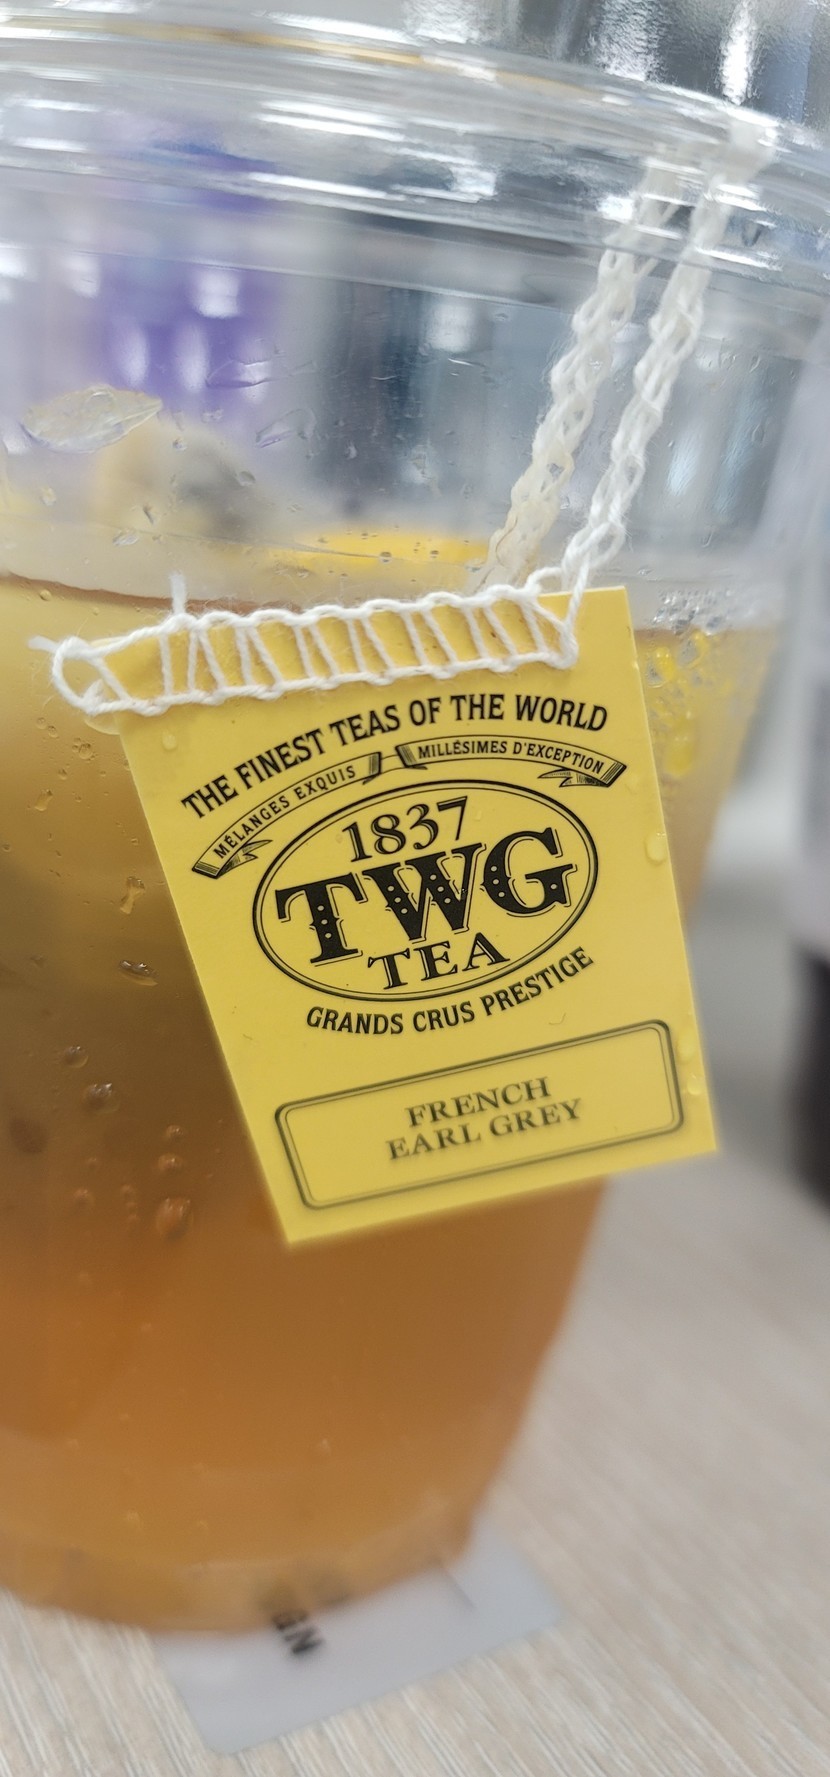 THE FINEST TEAS OF THE WORLD
MÉLANGES EXQUIS
MILLÉSIMES D'EXCEPTION
1837
TWG
TEA
GRANDS CRUS PRESTIGE
FRENCH
EARL GREY